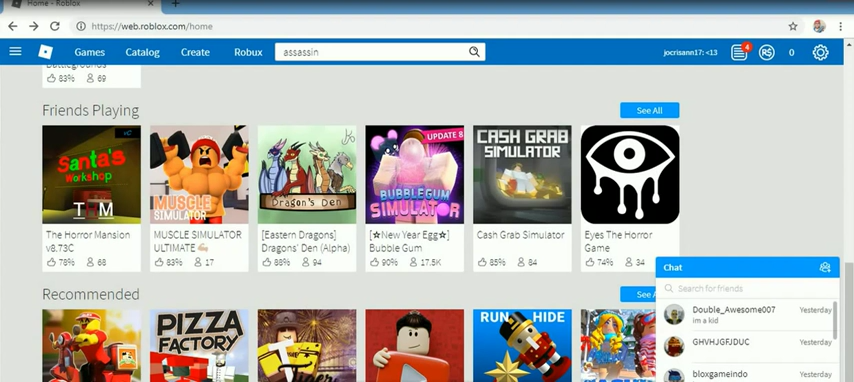 Home - Roblox
https://web.roblox.com/home
Games Catalog Create Robux assassin jocrisann17: <13 4 R$ 0
83% 69
Friends Playing
See All
Santa's
Workshop
MUSCLE
SIMULATOR
Dragon's Den
UPDATE 8
BUBBLEGUM
SIMULATOR
CASH GRAB
SIMULATOR
The Horror Mansion
v8.73C
78% 68
MUSCLE SIMULATOR
ULTIMATE
83% 17
[Eastern Dragons]
Dragons' Den (Alpha)
88% 94
[☆New Year Egg☆]
Bubble Gum
90% 17.5K
Cash Grab Simulator
85% 84
Eyes The Horror
Game
74% 34
Recommended
See A
PIZZA
FACTORY
RUN HIDE
Chat
Search for friends
Double_Awesome007 Yesterday
im a kid
GHVHJGFJDUC Yesterday
bloxgameindo Yesterday